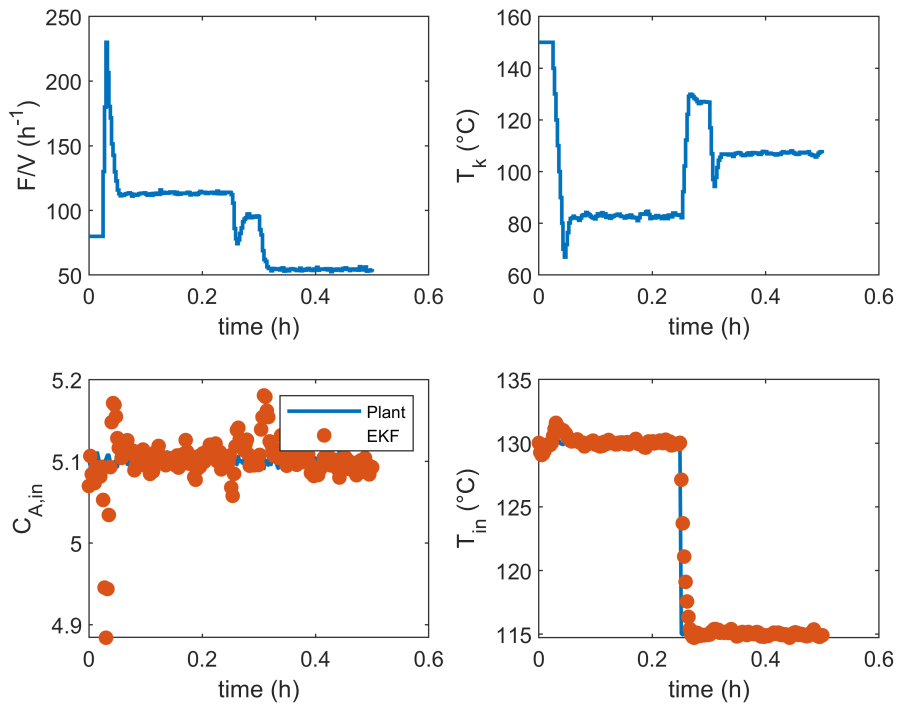 250
200
150
100
50
F/V (h⁻¹)
0 0.2 0.4 0.6
time (h)
160
140
120
100
80
60
Tₖ (°C)
0 0.2 0.4 0.6
time (h)
5.2
5.1
5
4.9
C_A,in
Plant
EKF
0 0.2 0.4 0.6
time (h)
135
130
125
120
115
T_in (°C)
0 0.2 0.4 0.6
time (h)